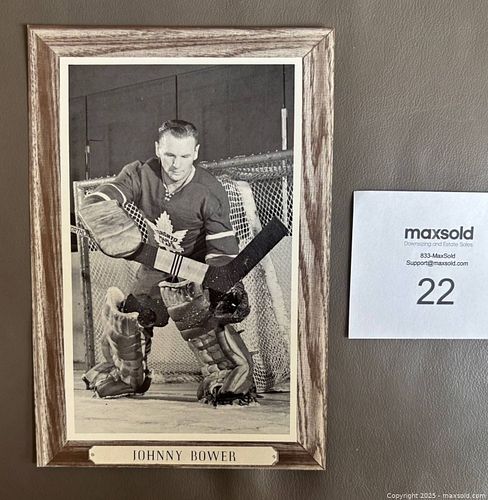 JOHNNY BOWER
maxsold
Downsizing and Estate Sales
833-MaxSold
Support@maxsold.com
22
Copyright 2025 - maxsold.com